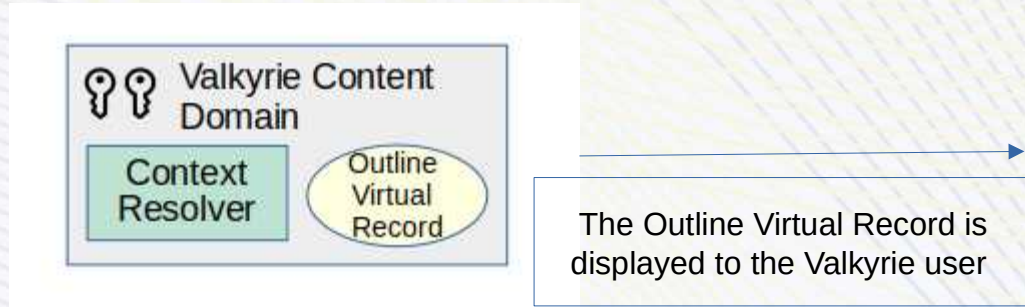 Valkyrie Content
Domain
Context
Resolver
Outline
Virtual
Record
The Outline Virtual Record is
displayed to the Valkyrie user